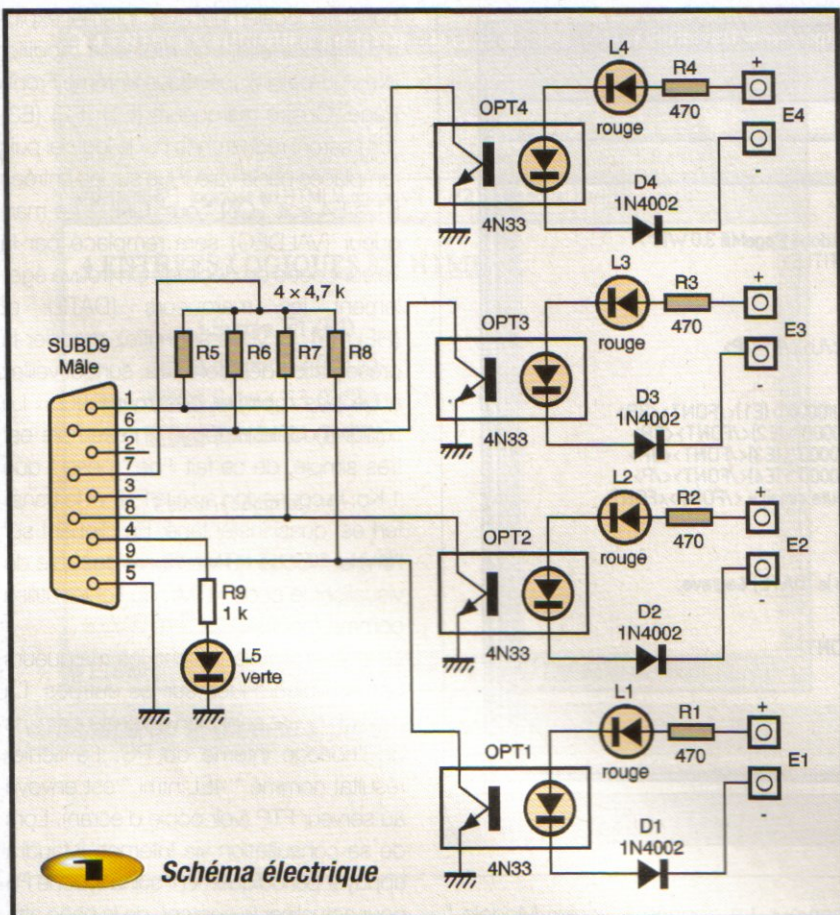 L4
R4
+
OPT4
E4
rouge
470
D4
-
1N4002
4N33
L3
R3
+
4 x 4,7 k
OPT3
E3
SUBD9
Mâle
R5
R6
R7
R8
rouge
470
D3
-
1N4002
1
6
2
7
3
8
4
9
5
4N33
L2
R2
+
OPT2
E2
rouge
470
R9
1 k
D2
-
1N4002
L5
verte
4N33
L1
R1
+
OPT1
E1
rouge
470
D1
-
1N4002
4N33
1
Schéma électrique